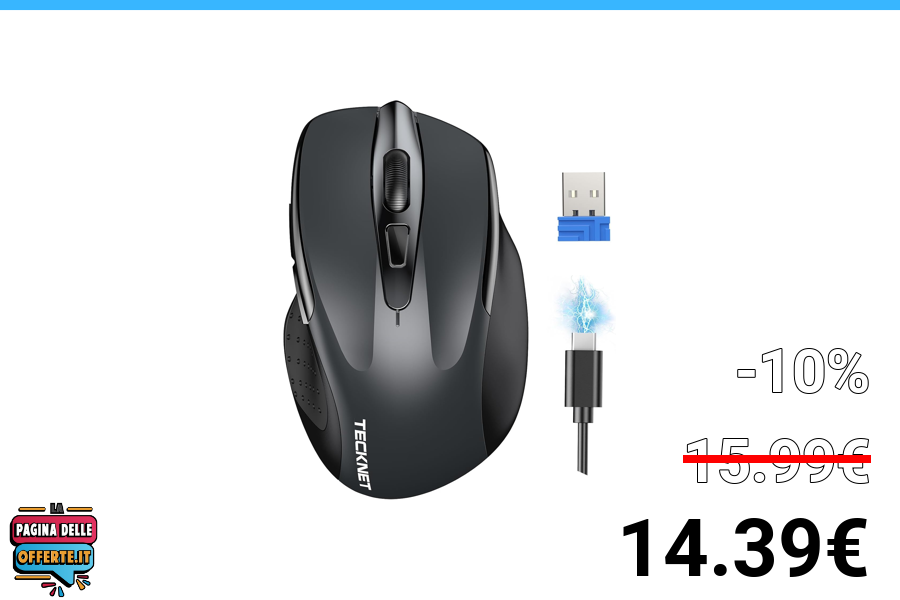 TECKNET
-10%
15.99€
14.39€
LA
PAGINA DELLE
OFFERTE.IT